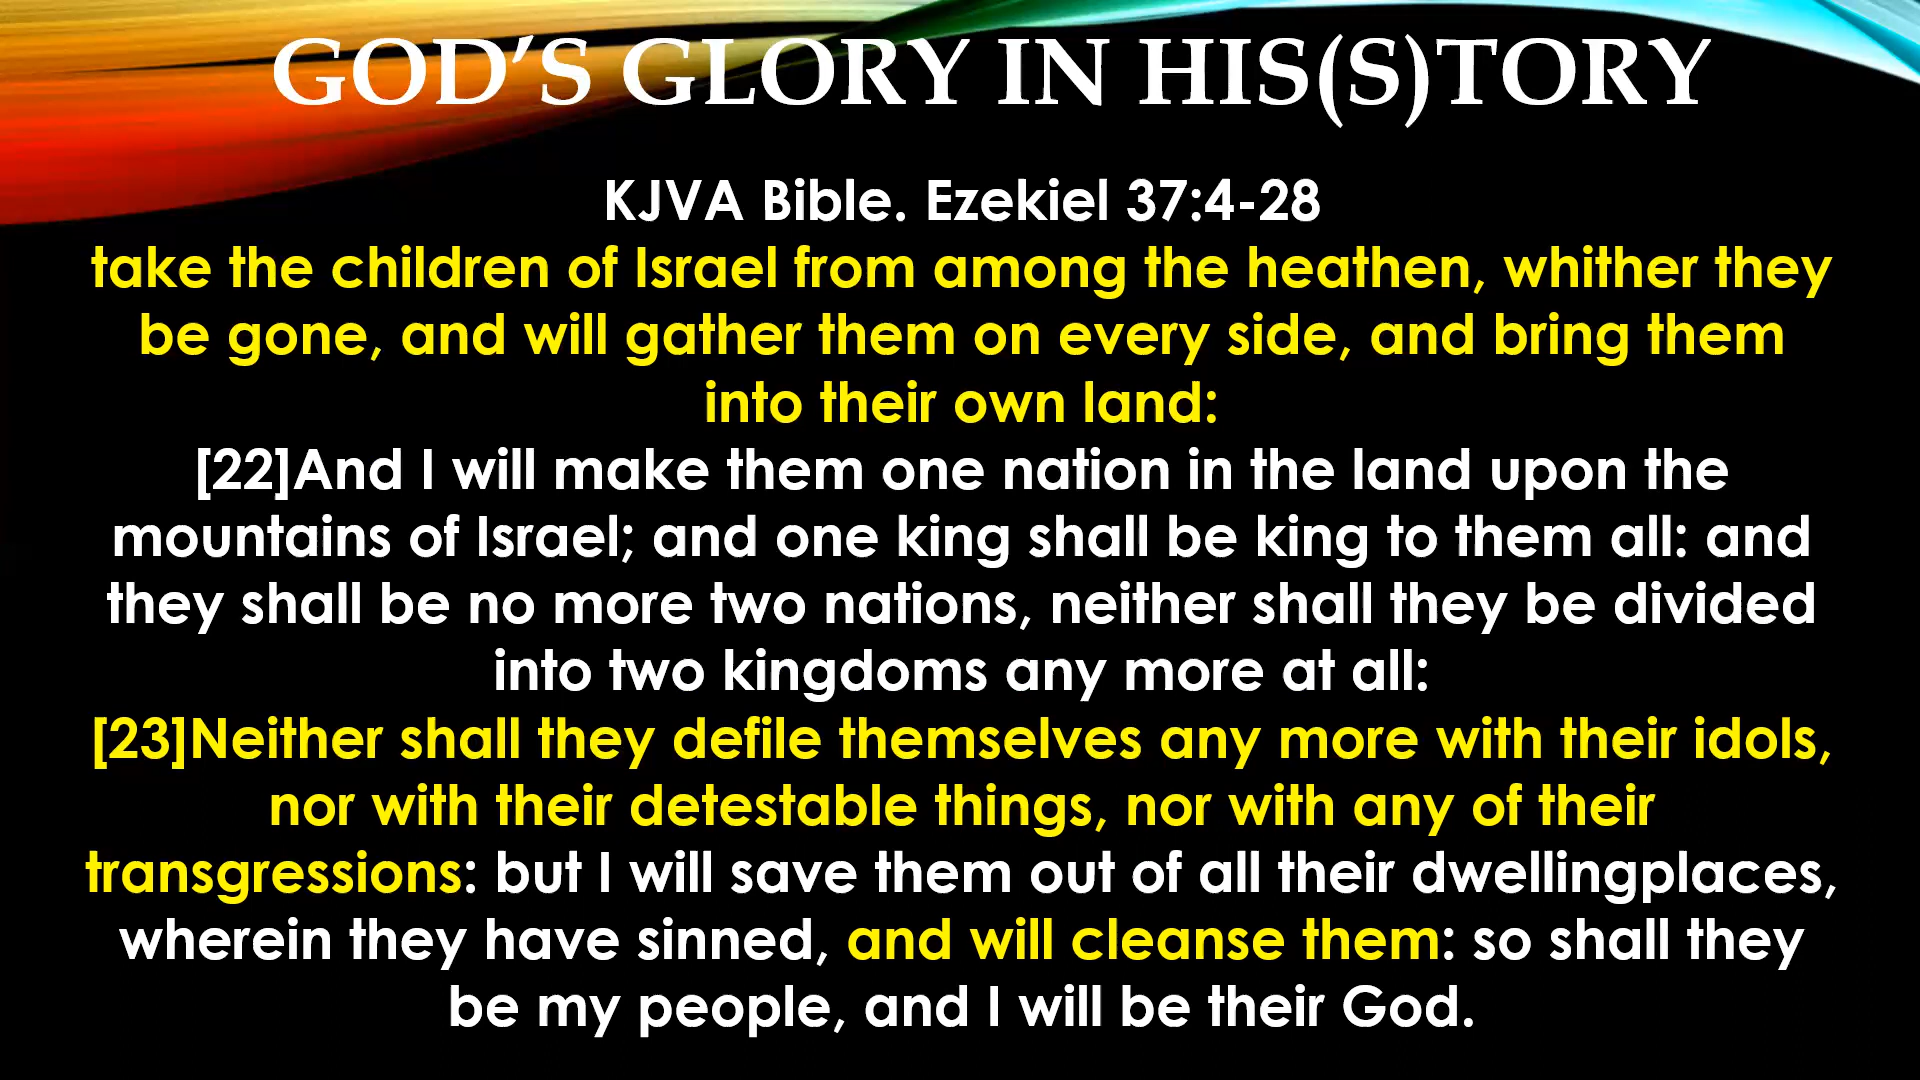 GOD’S GLORY IN HIS(S)TORY
KJVA Bible. Ezekiel 37:4-28
take the children of Israel from among the heathen, whither they
be gone, and will gather them on every side, and bring them
into their own land:
[22]And I will make them one nation in the land upon the
mountains of Israel; and one king shall be king to them all: and
they shall be no more two nations, neither shall they be divided
into two kingdoms any more at all:
[23]Neither shall they defile themselves any more with their idols,
nor with their detestable things, nor with any of their
transgressions: but I will save them out of all their dwellingplaces,
wherein they have sinned, and will cleanse them: so shall they
be my people, and I will be their God.